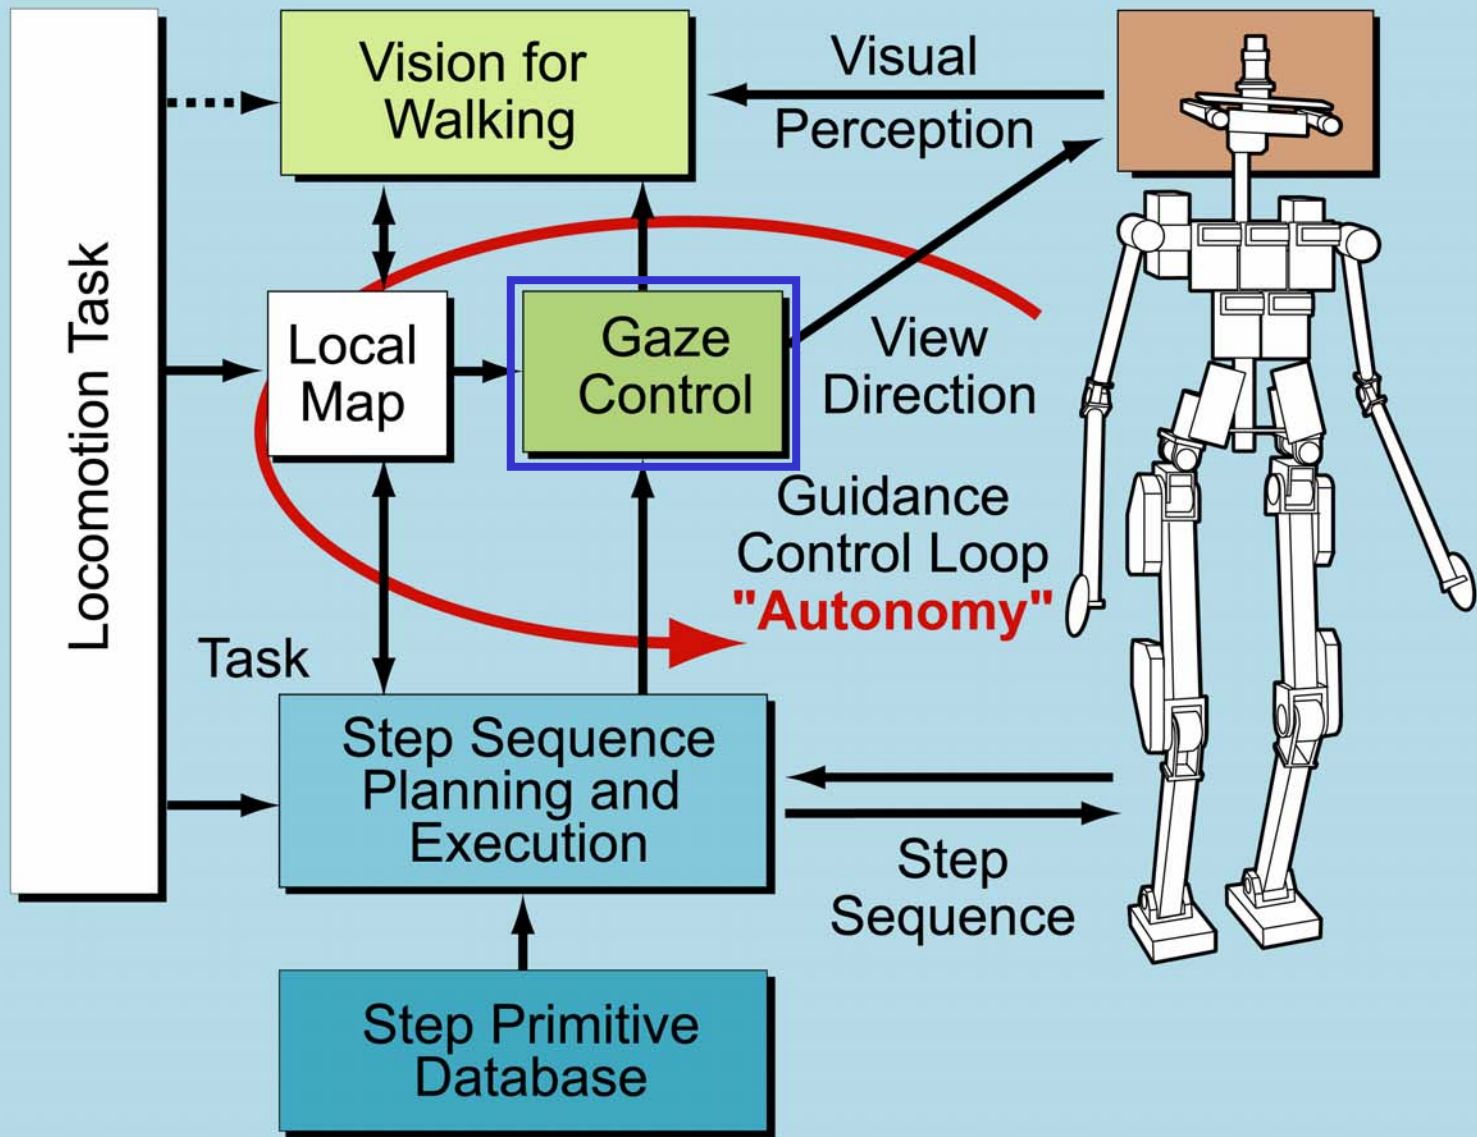 Locomotion Task
Vision for
Walking
Visual
Perception
Local
Map
Gaze
Control
View
Direction
Guidance
Control Loop
"Autonomy"
Task
Step Sequence
Planning and
Execution
Step
Sequence
Step Primitive
Database